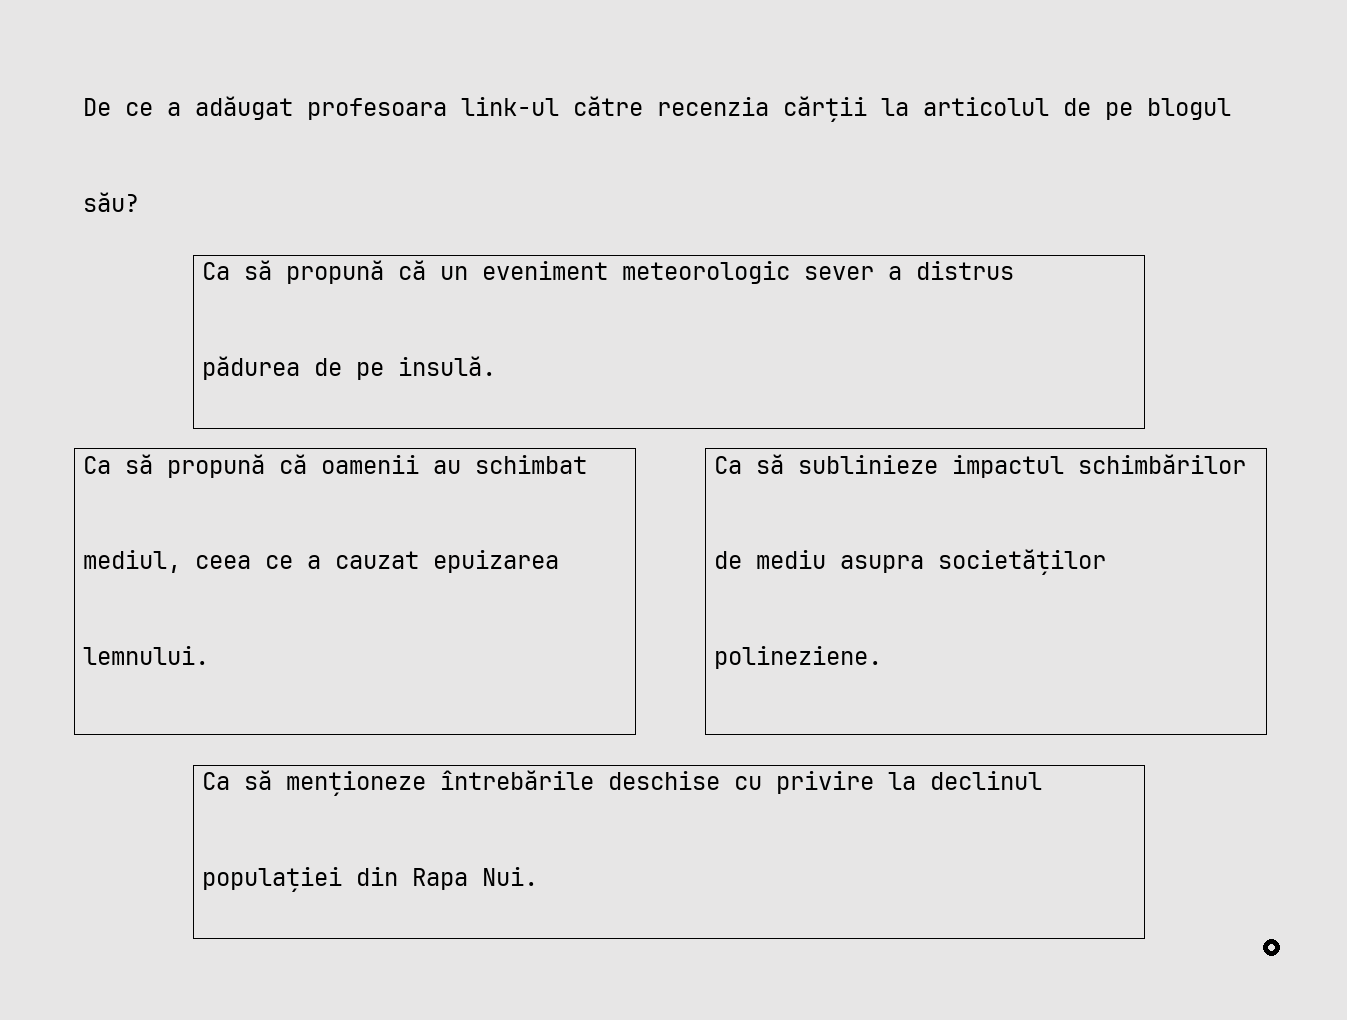 De ce a adăugat profesoara link-ul către recenzia cărții la articolul de pe blogul
său?
Ca să propună că un eveniment meteorologic sever a distrus
pădurea de pe insulă.
Ca să propună că oamenii au schimbat
mediul, ceea ce a cauzat epuizarea
lemnului.
Ca să sublinieze impactul schimbărilor
de mediu asupra societăților
polineziene.
Ca să menționeze întrebările deschise cu privire la declinul
populației din Rapa Nui.